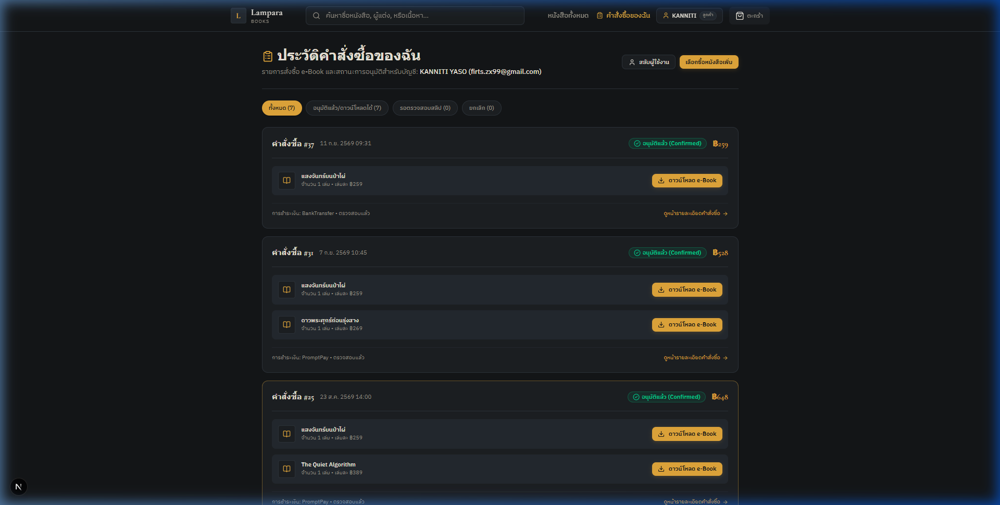 L
Lampara
BOOKS
ค้นหาชื่อหนังสือ, ผู้แต่ง, หรือเนื้อหา...
หนังสือทั้งหมด
คำสั่งซื้อของฉัน
KANNITI
ลูกค้า
ตะกร้า
ประวัติคำสั่งซื้อของฉัน
รายการสั่งซื้อ e-Book และสถานะการอนุมัติสำหรับบัญชี: KANNITI YASO (firts.zx99@gmail.com)
สลับผู้ใช้งาน
เลือกซื้อหนังสือเพิ่ม
ทั้งหมด (7)
อนุมัติแล้ว/ดาวน์โหลดได้ (7)
รอตรวจสอบสลิป (0)
ยกเลิก (0)
คำสั่งซื้อ #37
11 ก.ย. 2569 09:31
อนุมัติแล้ว (Confirmed)
฿259
แสงจันทร์บนป่าไผ่
จำนวน 1 เล่ม • เล่มละ ฿259
ดาวน์โหลด e-Book
การชำระเงิน: BankTransfer • ตรวจสอบแล้ว
ดูหน้ารายละเอียดคำสั่งซื้อ →
คำสั่งซื้อ #31
7 ก.ย. 2569 10:45
อนุมัติแล้ว (Confirmed)
฿528
แสงจันทร์บนป่าไผ่
จำนวน 1 เล่ม • เล่มละ ฿259
ดาวน์โหลด e-Book
ดาวพระศุกร์ก่อนรุ่งสาง
จำนวน 1 เล่ม • เล่มละ ฿269
ดาวน์โหลด e-Book
การชำระเงิน: PromptPay • ตรวจสอบแล้ว
ดูหน้ารายละเอียดคำสั่งซื้อ →
คำสั่งซื้อ #25
23 ส.ค. 2569 14:00
อนุมัติแล้ว (Confirmed)
฿648
แสงจันทร์บนป่าไผ่
จำนวน 1 เล่ม • เล่มละ ฿259
ดาวน์โหลด e-Book
The Quiet Algorithm
จำนวน 1 เล่ม • เล่มละ ฿389
ดาวน์โหลด e-Book
การชำระเงิน: PromptPay • ตรวจสอบแล้ว
ดูหน้ารายละเอียดคำสั่งซื้อ →
N